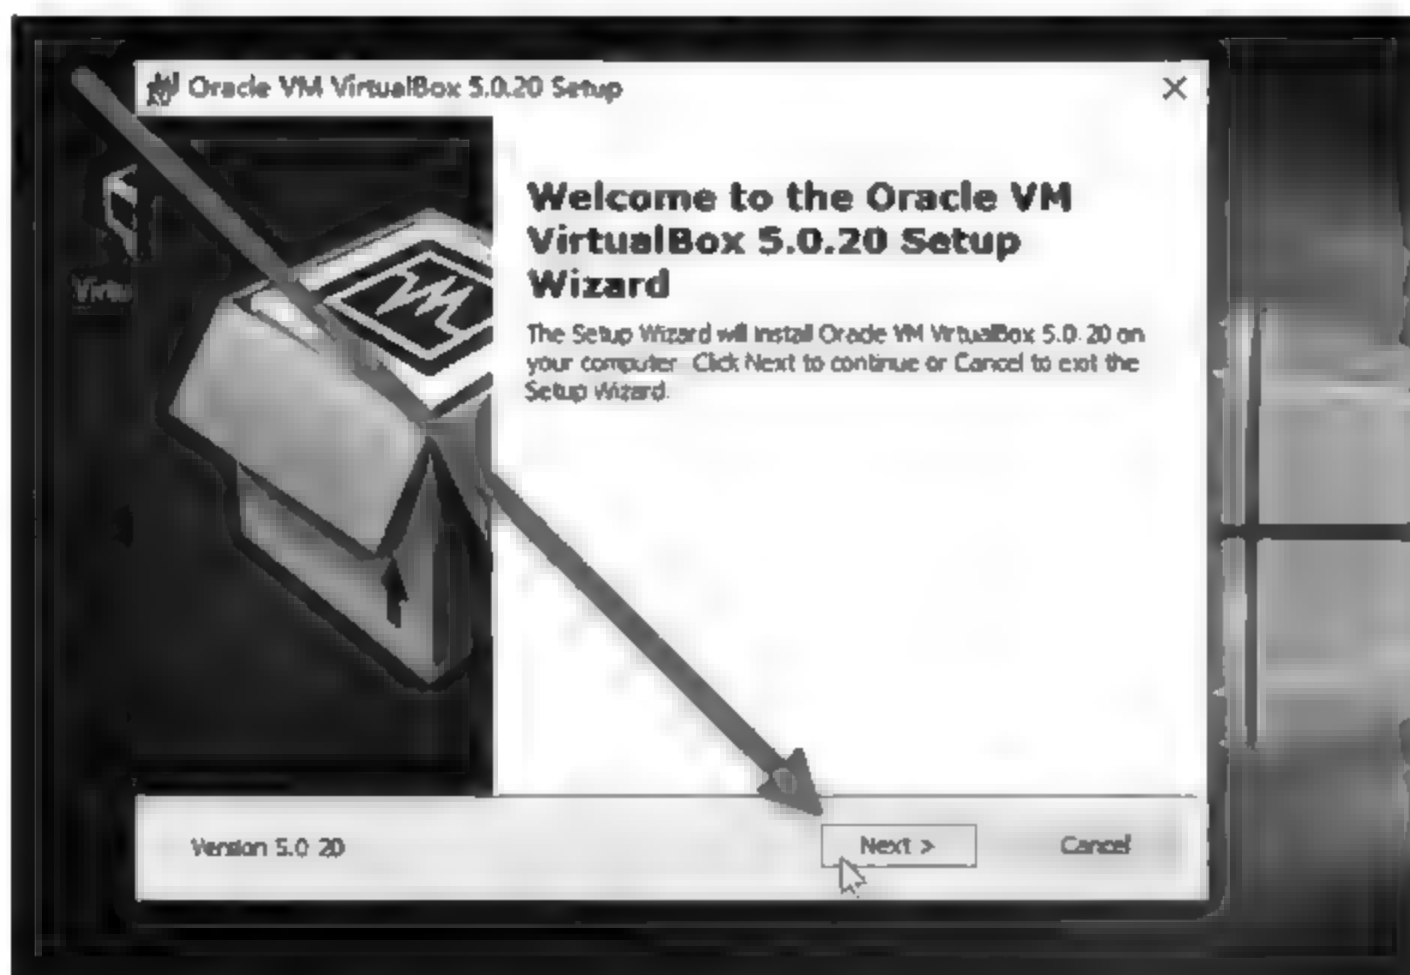 Oracle VM VirtualBox 5.0.20 Setup
Welcome to the Oracle VM
VirtualBox 5.0.20 Setup
Wizard
The Setup Wizard will install Oracle VM VirtualBox 5.0.20 on
your computer. Click Next to continue or Cancel to exit the
Setup Wizard.
Version 5.0.20
Next >
Cancel